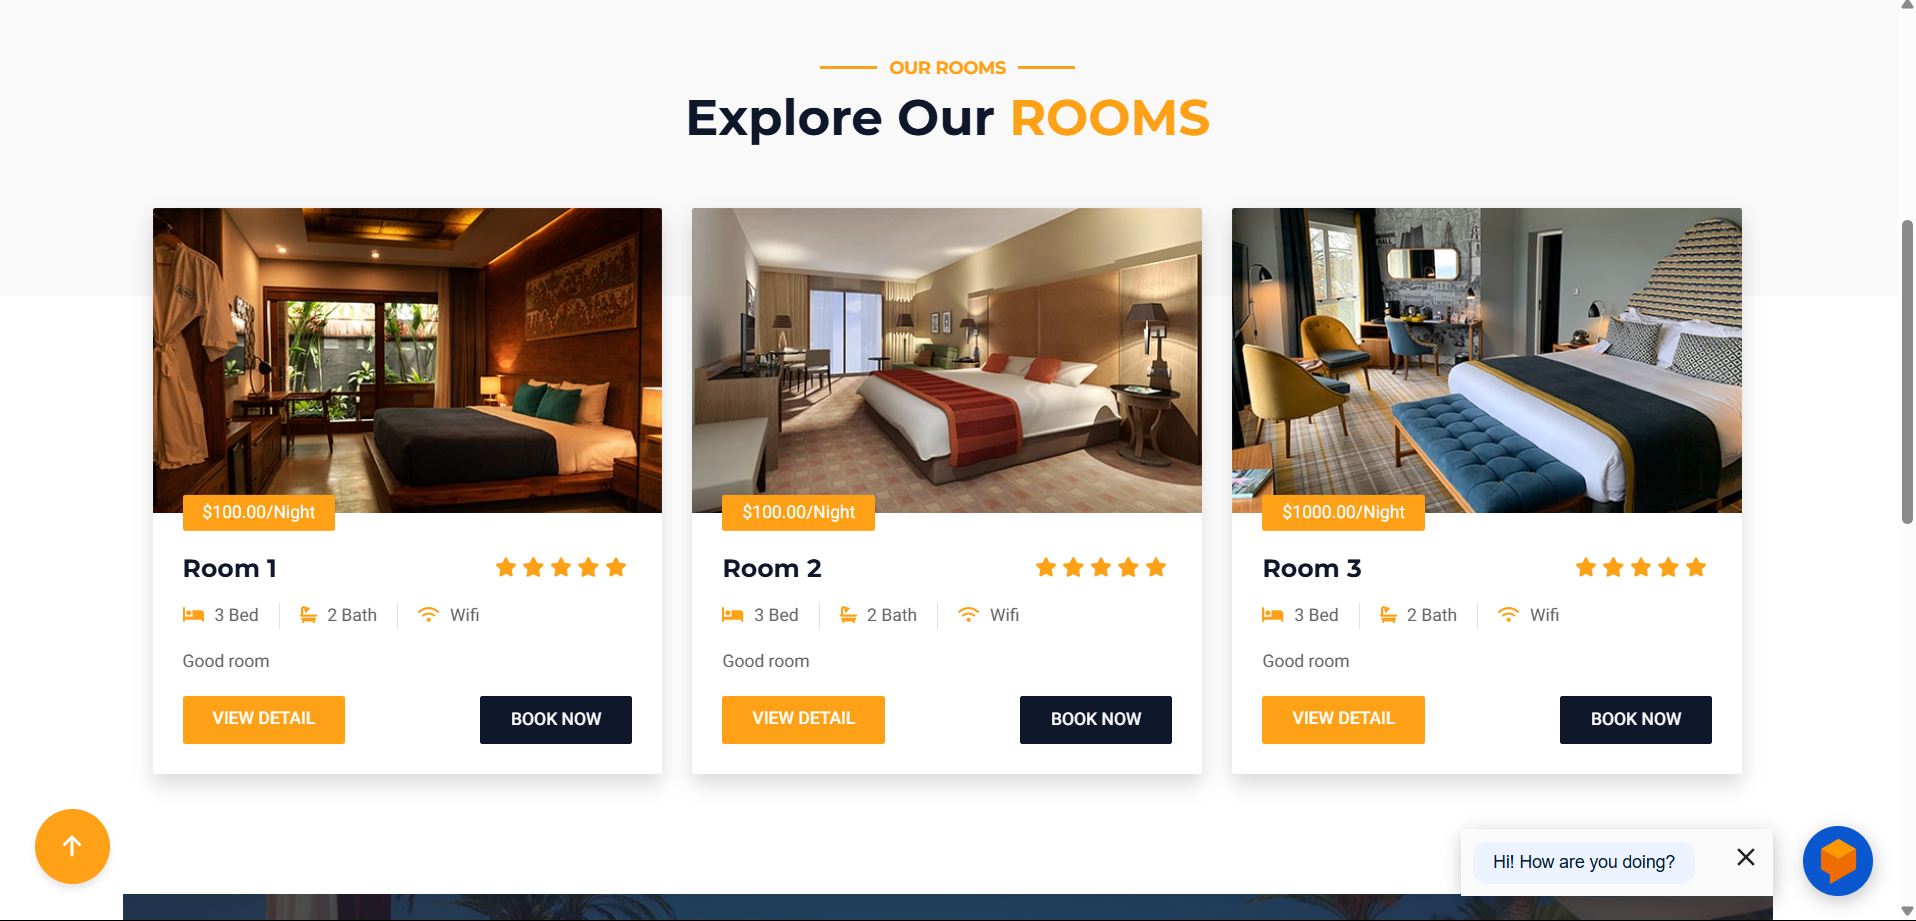 OUR ROOMS
Explore Our ROOMS
$100.00/Night
Room 1
3 Bed
2 Bath
Wifi
Good room
VIEW DETAIL
BOOK NOW
$100.00/Night
Room 2
3 Bed
2 Bath
Wifi
Good room
VIEW DETAIL
BOOK NOW
$1000.00/Night
Room 3
3 Bed
2 Bath
Wifi
Good room
VIEW DETAIL
BOOK NOW
Hi! How are you doing?